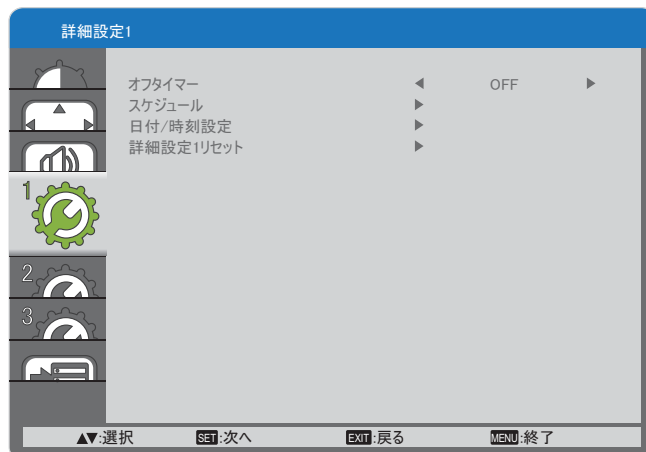 詳細設定1
オフタイマー ◀ OFF ▶
スケジュール ▶
日付/時刻設定 ▶
詳細設定1リセット ▶
1
2
3
▲▼:選択 SET:次へ EXIT:戻る MENU:終了